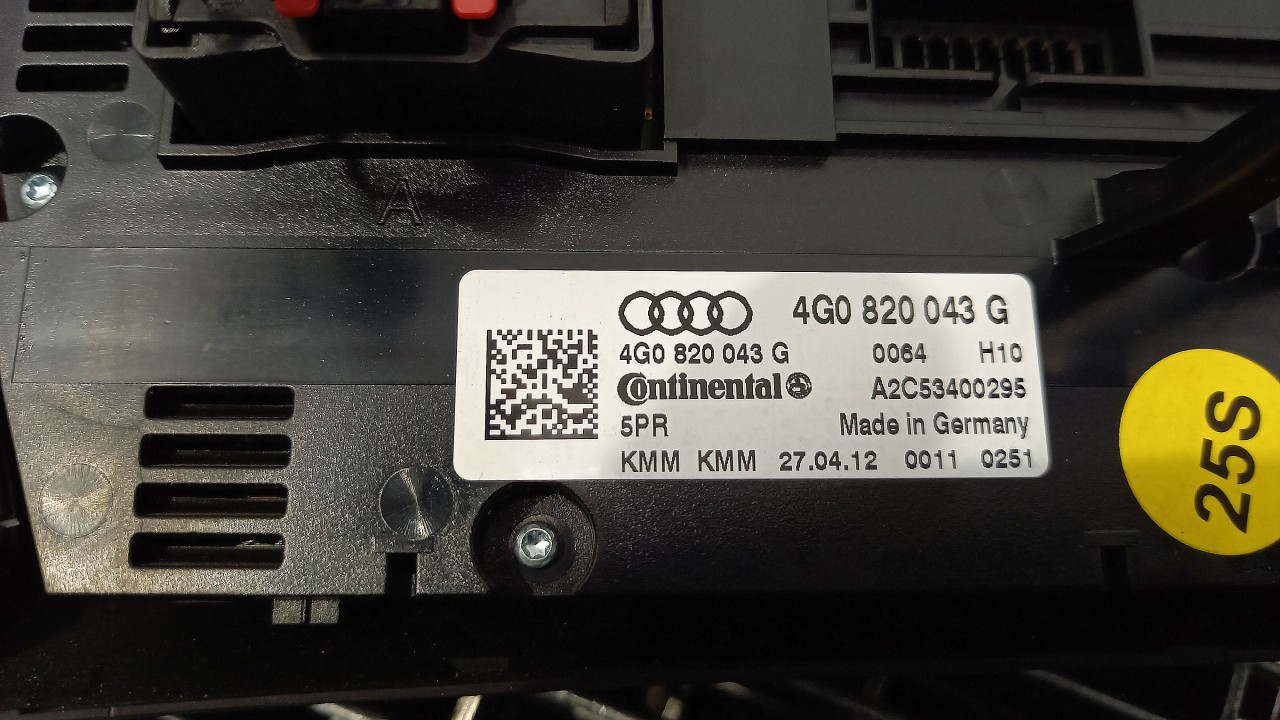 A
4G0 820 043 G
4G0 820 043 G 0064 H10
Continental A2C53400295
5PR Made in Germany
KMM KMM 27.04.12 0011 0251
25S